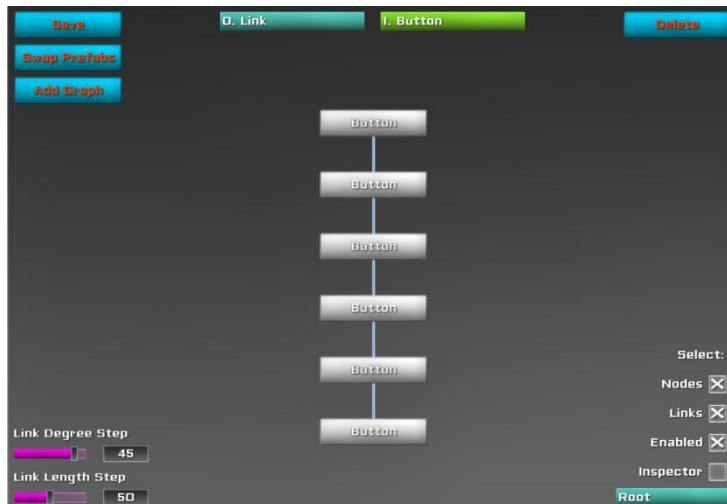 Save
0. Link
1. Button
Delete
Swap Prefabs
Add Graph
Button
Button
Button
Button
Button
Button
Select:
Nodes
Links
Enabled
Inspector
Root
Link Degree Step
45
Link Length Step
50